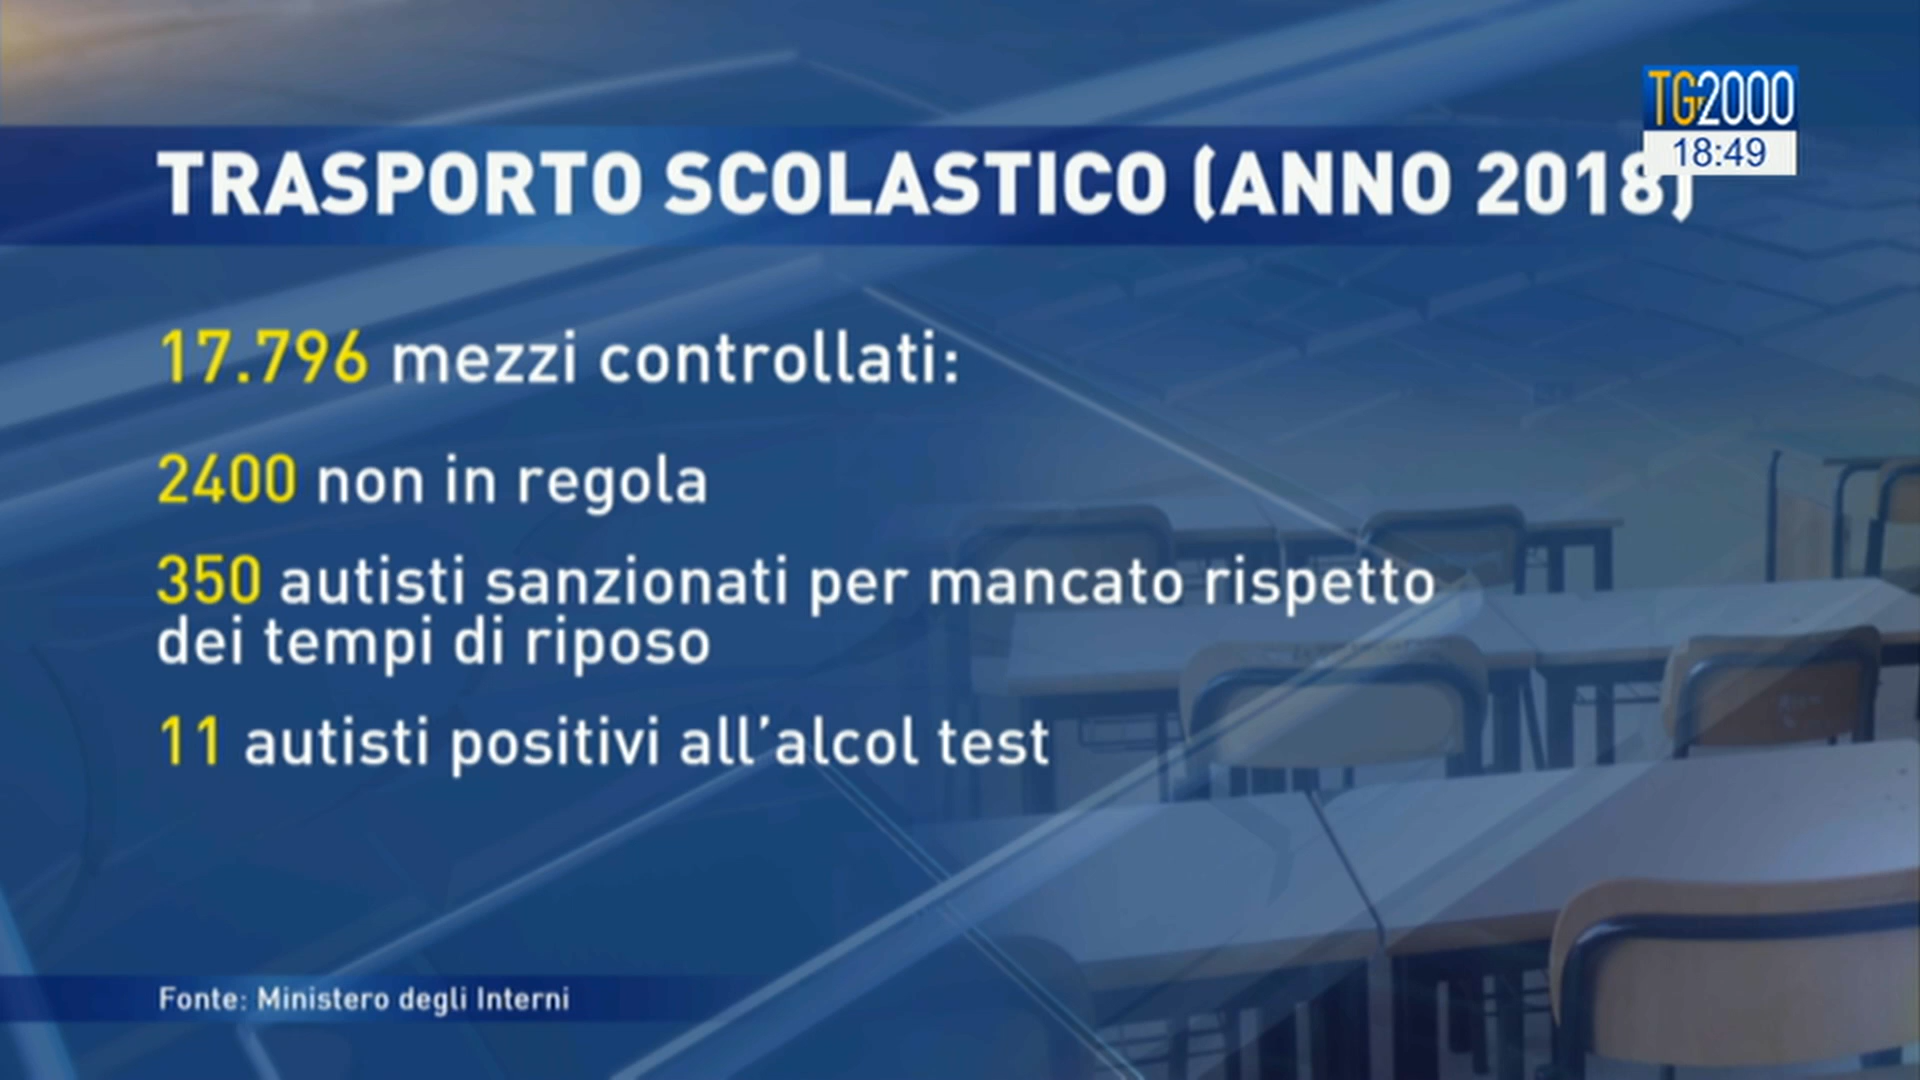 TG2000
18:49
TRASPORTO SCOLASTICO (ANNO 2018)
17.796 mezzi controllati:
2400 non in regola
350 autisti sanzionati per mancato rispetto
dei tempi di riposo
11 autisti positivi all'alcol test
Fonte: Ministero degli Interni